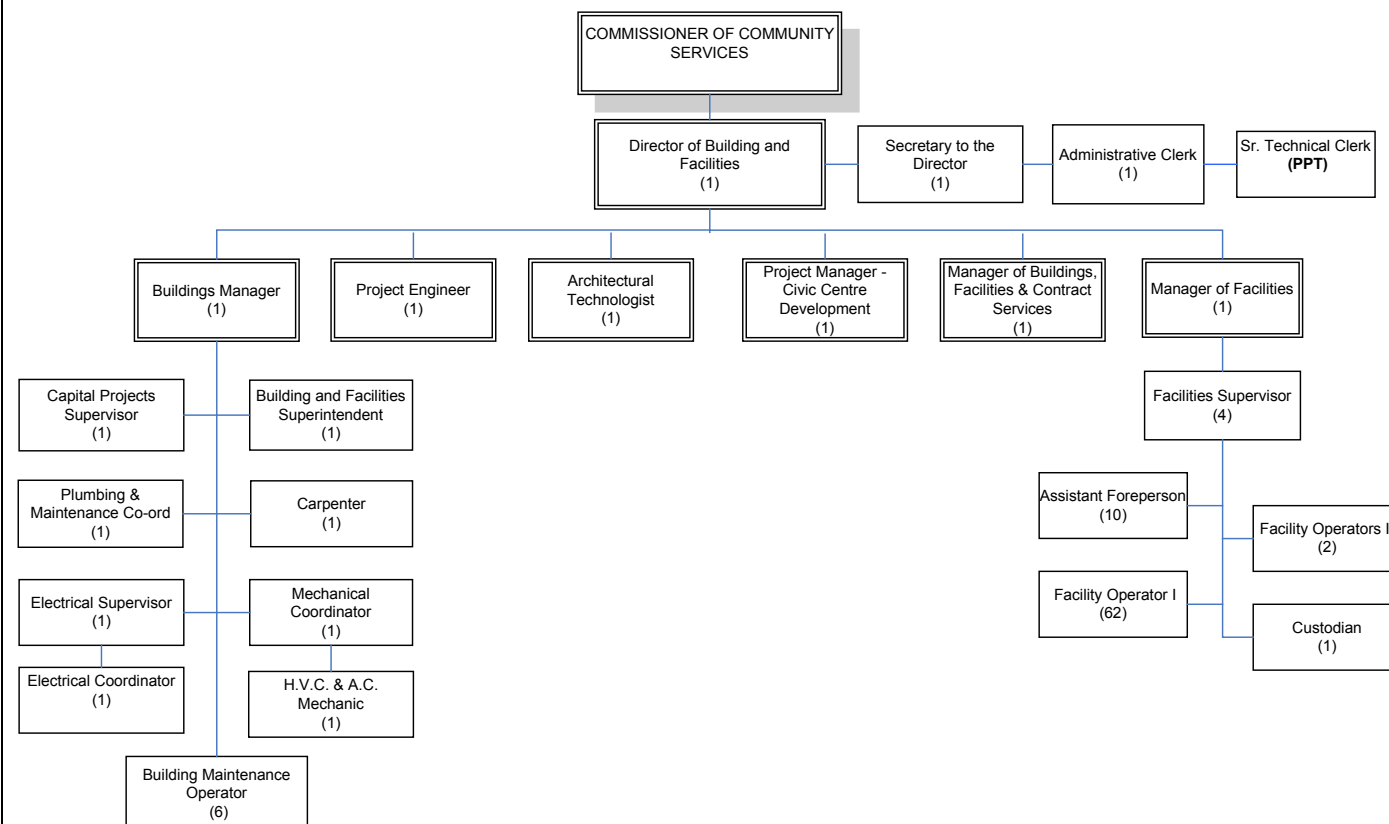 COMMISSIONER OF COMMUNITY
SERVICES
Director of Building and
Facilities
(1)
Secretary to the
Director
(1)
Administrative Clerk
(1)
Sr. Technical Clerk
(PPT)
Buildings Manager
(1)
Project Engineer
(1)
Architectural
Technologist
(1)
Project Manager -
Civic Centre
Development
(1)
Manager of Buildings,
Facilities & Contract
Services
(1)
Manager of Facilities
(1)
Capital Projects
Supervisor
(1)
Building and Facilities
Superintendent
(1)
Facilities Supervisor
(4)
Plumbing &
Maintenance Co-ord
(1)
Carpenter
(1)
Assistant Foreperson
(10)
Facility Operators I
(2)
Electrical Supervisor
(1)
Mechanical
Coordinator
(1)
Facility Operator I
(62)
Custodian
(1)
Electrical Coordinator
(1)
H.V.C. & A.C.
Mechanic
(1)
Building Maintenance
Operator
(6)